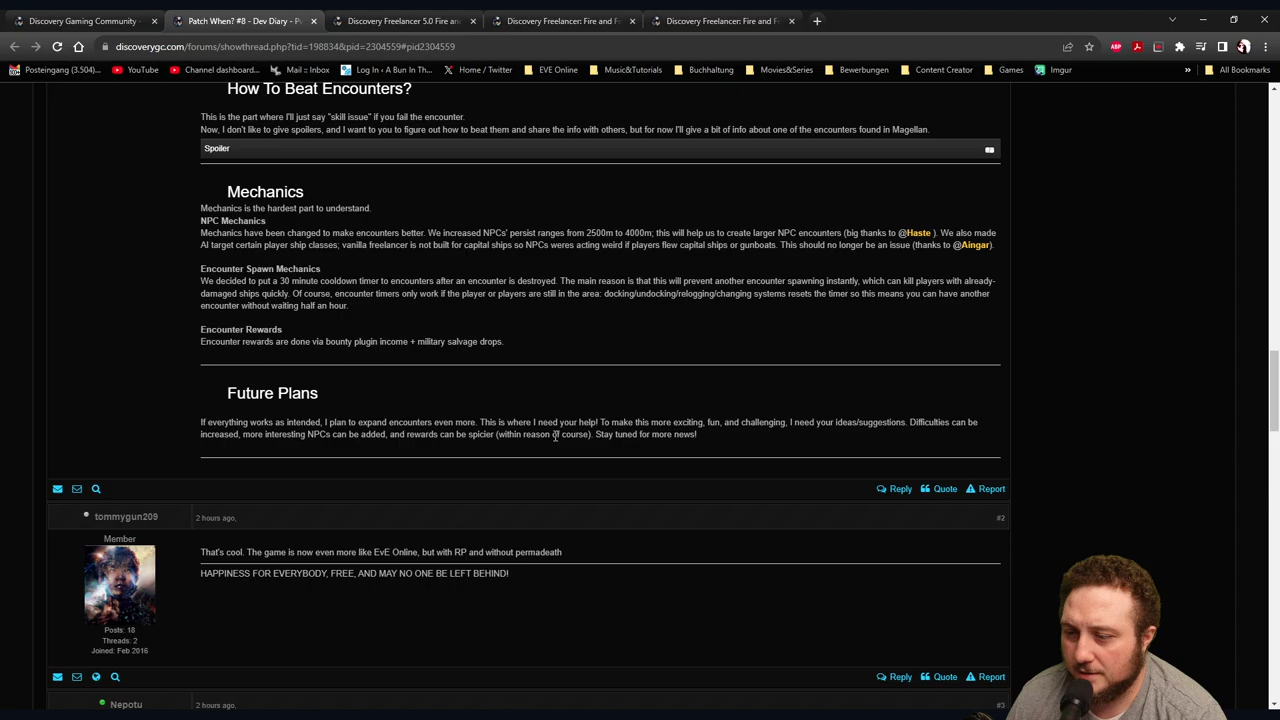 Discovery Gaming Community -
Patch When? #8 - Dev Diary - P
Discovery Freelancer 5.0 Fire and
Discovery Freelancer: Fire and F
Discovery Freelancer: Fire and F
discoverygc.com/forums/showthread.php?tid=198834&pid=2304559#pid2304559
Posteingang (3.504)...
YouTube
Channel dashboard...
Mail :: Inbox
Log In ‹ A Bun In Th...
Home / Twitter
EVE Online
Music&Tutorials
Buchhaltung
Movies&Series
Bewerbungen
Content Creator
Games
Imgur
»
All Bookmarks
How To Beat Encounters?
This is the part where I'll just say "skill issue" if you fail the encounter.
Now, I don't like to give spoilers, and I want to you to figure out how to beat them and share the info with others, but for now I'll give a bit of info about one of the encounters found in Magellan.
Spoiler
Mechanics
Mechanics is the hardest part to understand.
NPC Mechanics
Mechanics have been changed to make encounters better. We increased NPCs' persist ranges from 2500m to 4000m; this will help us to create larger NPC encounters (big thanks to @Haste ). We also made
AI target certain player ship classes; vanilla freelancer is not built for capital ships so NPCs weres acting weird if players flew capital ships or gunboats. This should no longer be an issue (thanks to @Aingar).
Encounter Spawn Mechanics
We decided to put a 30 minute cooldown timer to encounters after an encounter is destroyed. The main reason is that this will prevent another encounter spawning instantly, which can kill players with already-
damaged ships quickly. Of course, encounter timers only work if the player or players are still in the area: docking/undocking/relogging/changing systems resets the timer so this means you can have another
encounter without waiting half an hour.
Encounter Rewards
Encounter rewards are done via bounty plugin income + military salvage drops.
Future Plans
If everything works as intended, I plan to expand encounters even more. This is where I need your help! To make this more exciting, fun, and challenging, I need your ideas/suggestions. Difficulties can be
increased, more interesting NPCs can be added, and rewards can be spicier (within reason of course). Stay tuned for more news!
Reply Quote Report
tommygun209
2 hours ago,
#2
Member
That's cool. The game is now even more like EvE Online, but with RP and without permadeath
HAPPINESS FOR EVERYBODY, FREE, AND MAY NO ONE BE LEFT BEHIND!
Posts: 18
Threads: 2
Joined: Feb 2016
Reply Quote Report
Nepotu
2 hours ago,
#3